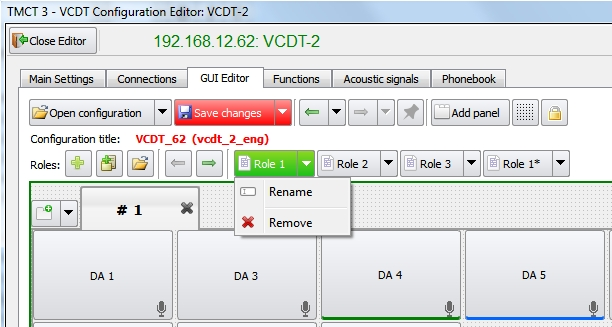 TMCT 3 - VCDT Configuration Editor: VCDT-2
Close Editor
192.168.12.62: VCDT-2
Main Settings Connections GUI Editor Functions Acoustic signals Phonebook
Open configuration Save changes Add panel
Configuration title: VCDT_62 (vcdt_2_eng)
Roles: Role 1 Role 2 Role 3 Role 1*
Rename
# 1
Remove
DA 1 DA 3 DA 4 DA 5